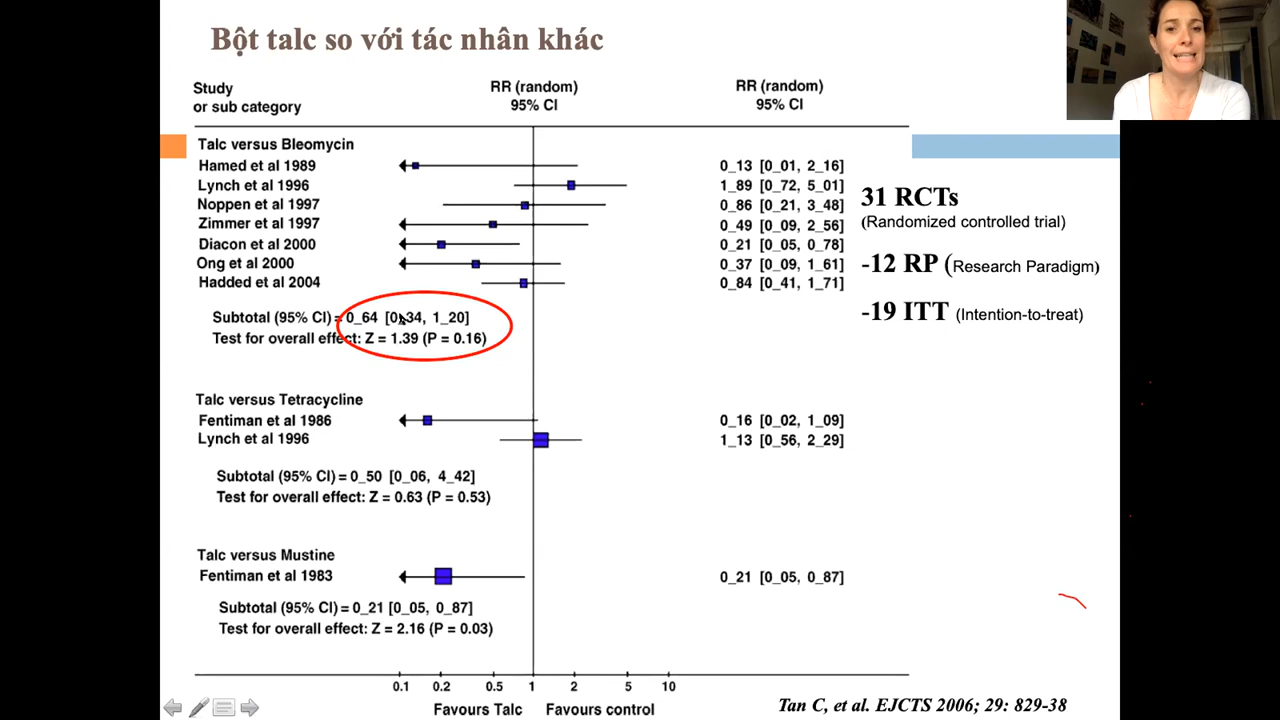 Bột talc so với tác nhân khác
Study
or sub category
RR (random)
95% CI
RR (random)
95% CI
Talc versus Bleomycin
Hamed et al 1989 0_13 [0_01, 2_16]
Lynch et al 1996 1_89 [0_72, 5_01]
Noppen et al 1997 0_86 [0_21, 3_48]
Zimmer et al 1997 0_49 [0_09, 2_56]
Diacon et al 2000 0_21 [0_05, 0_78]
Ong et al 2000 0_37 [0_09, 1_61]
Hadded et al 2004 0_84 [0_41, 1_71]
Subtotal (95% CI) = 0_64 [0_34, 1_20]
Test for overall effect: Z = 1.39 (P = 0.16)
Talc versus Tetracycline
Fentiman et al 1986 0_16 [0_02, 1_09]
Lynch et al 1996 1_13 [0_56, 2_29]
Subtotal (95% CI) = 0_50 [0_06, 4_42]
Test for overall effect: Z = 0.63 (P = 0.53)
Talc versus Mustine
Fentiman et al 1983 0_21 [0_05, 0_87]
Subtotal (95% CI) = 0_21 [0_05, 0_87]
Test for overall effect: Z = 2.16 (P = 0.03)
0.1 0.2 0.5 1 2 5 10
Favours Talc Favours control
31 RCTs
(Randomized controlled trial)
-12 RP (Research Paradigm)
-19 ITT (Intention-to-treat)
Tan C, et al. EJCTS 2006; 29: 829-38